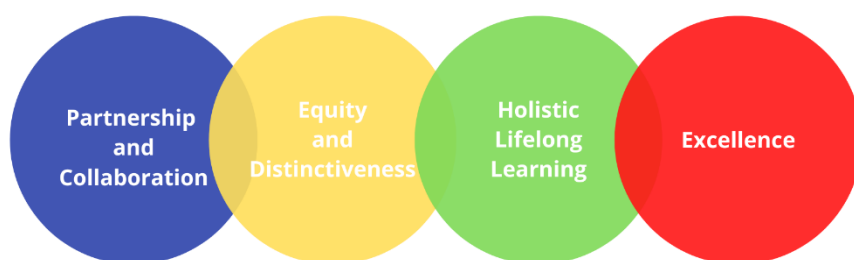 Partnership
and
Collaboration
Equity
and
Distinctiveness
Holistic
Lifelong
Learning
Excellence